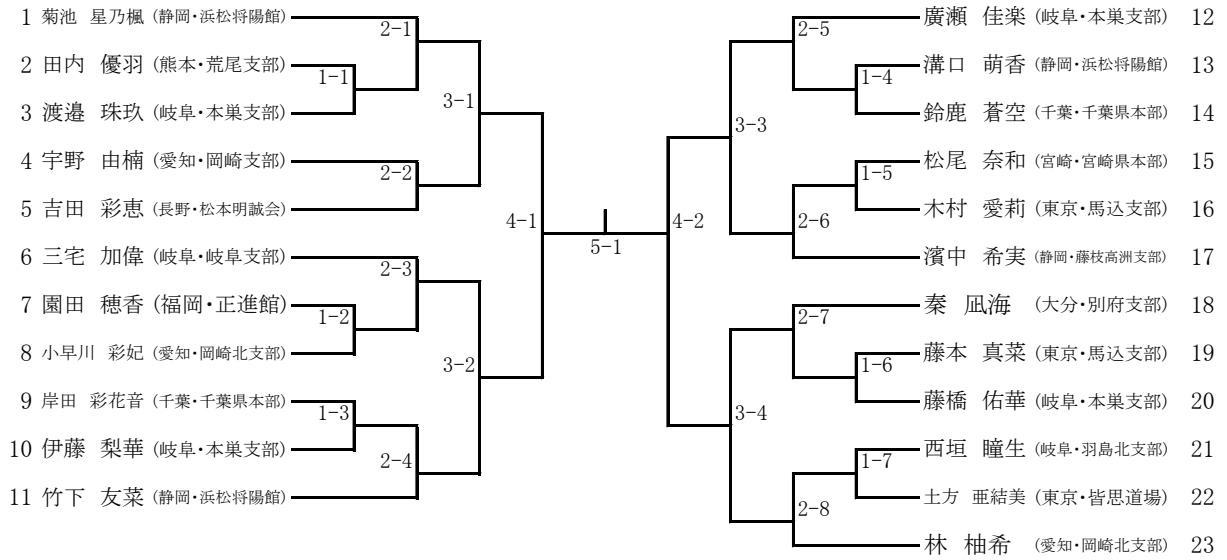 1 菊池 星乃楓 (静岡・浜松将陽館)
2 田内 優羽 (熊本・荒尾支部)
3 渡邉 珠玖 (岐阜・本巣支部)
4 宇野 由楠 (愛知・岡崎支部)
5 吉田 彩恵 (長野・松本明誠会)
6 三宅 加偉 (岐阜・岐阜支部)
7 園田 穂香 (福岡・正進館)
8 小早川 彩妃 (愛知・岡崎北支部)
9 岸田 彩花音 (千葉・千葉県本部)
10 伊藤 梨華 (岐阜・本巣支部)
11 竹下 友菜 (静岡・浜松将陽館)
2-1
1-1
3-1
2-2
4-1
2-3
1-2
3-2
1-3
2-4
5-1
4-2
2-5
1-4
3-3
1-5
2-6
2-7
1-6
3-4
1-7
2-8
廣瀬 佳楽 (岐阜・本巣支部) 12
溝口 萌香 (静岡・浜松将陽館) 13
鈴鹿 蒼空 (千葉・千葉県本部) 14
松尾 奈和 (宮崎・宮崎県本部) 15
木村 愛莉 (東京・馬込支部) 16
濱中 希実 (静岡・藤枝高洲支部) 17
秦 凪海 (大分・別府支部) 18
藤本 真菜 (東京・馬込支部) 19
藤橋 佑華 (岐阜・本巣支部) 20
西垣 瞳生 (岐阜・羽島北支部) 21
土方 亜結美 (東京・皆思道場) 22
林 柚希 (愛知・岡崎北支部) 23